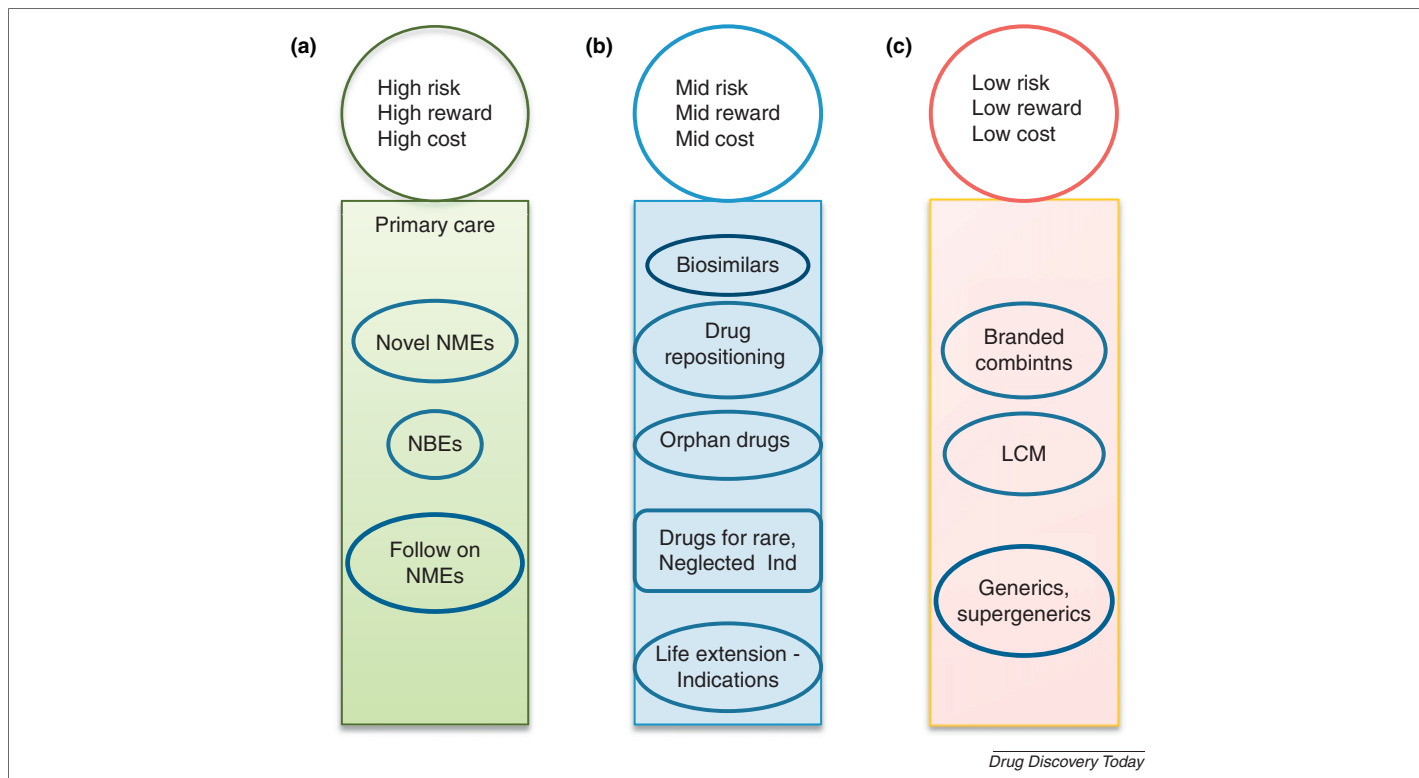 (a)
High risk
High reward
High cost
Primary care
Novel NMEs
NBEs
Follow on
NMEs
(b)
Mid risk
Mid reward
Mid cost
Biosimilars
Drug
repositioning
Orphan drugs
Drugs for rare,
Neglected Ind
Life extension -
Indications
(c)
Low risk
Low reward
Low cost
Branded
combintns
LCM
Generics,
supergenerics
Drug Discovery Today